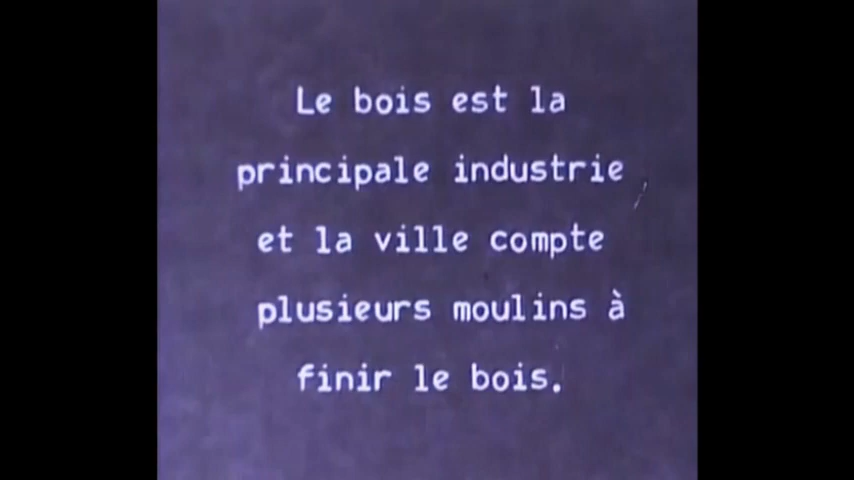 Le bois est la
principale industrie
et la ville compte
plusieurs moulins à
finir le bois.